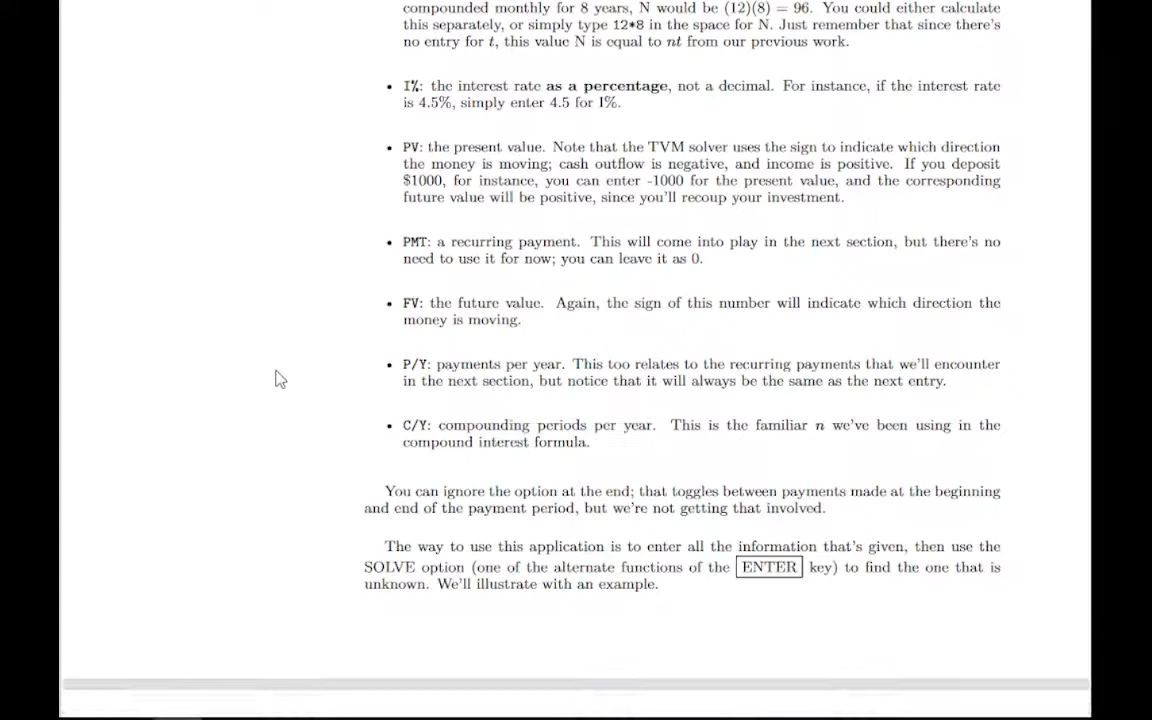 compounded monthly for 8 years, N would be (12)(8) = 96. You could either calculate
this separately, or simply type 12*8 in the space for N. Just remember that since there's
no entry for t, this value N is equal to nt from our previous work.
• I%: the interest rate as a percentage, not a decimal. For instance, if the interest rate
is 4.5%, simply enter 4.5 for I%.
• PV: the present value. Note that the TVM solver uses the sign to indicate which direction
the money is moving; cash outflow is negative, and income is positive. If you deposit
$1000, for instance, you can enter -1000 for the present value, and the corresponding
future value will be positive, since you'll recoup your investment.
• PMT: a recurring payment. This will come into play in the next section, but there's no
need to use it for now; you can leave it as 0.
• FV: the future value. Again, the sign of this number will indicate which direction the
money is moving.
• P/Y: payments per year. This too relates to the recurring payments that we'll encounter
in the next section, but notice that it will always be the same as the next entry.
• C/Y: compounding periods per year. This is the familiar n we've been using in the
compound interest formula.
You can ignore the option at the end; that toggles between payments made at the beginning
and end of the payment period, but we're not getting that involved.
The way to use this application is to enter all the information that's given, then use the
SOLVE option (one of the alternate functions of the ENTER key) to find the one that is
unknown. We'll illustrate with an example.